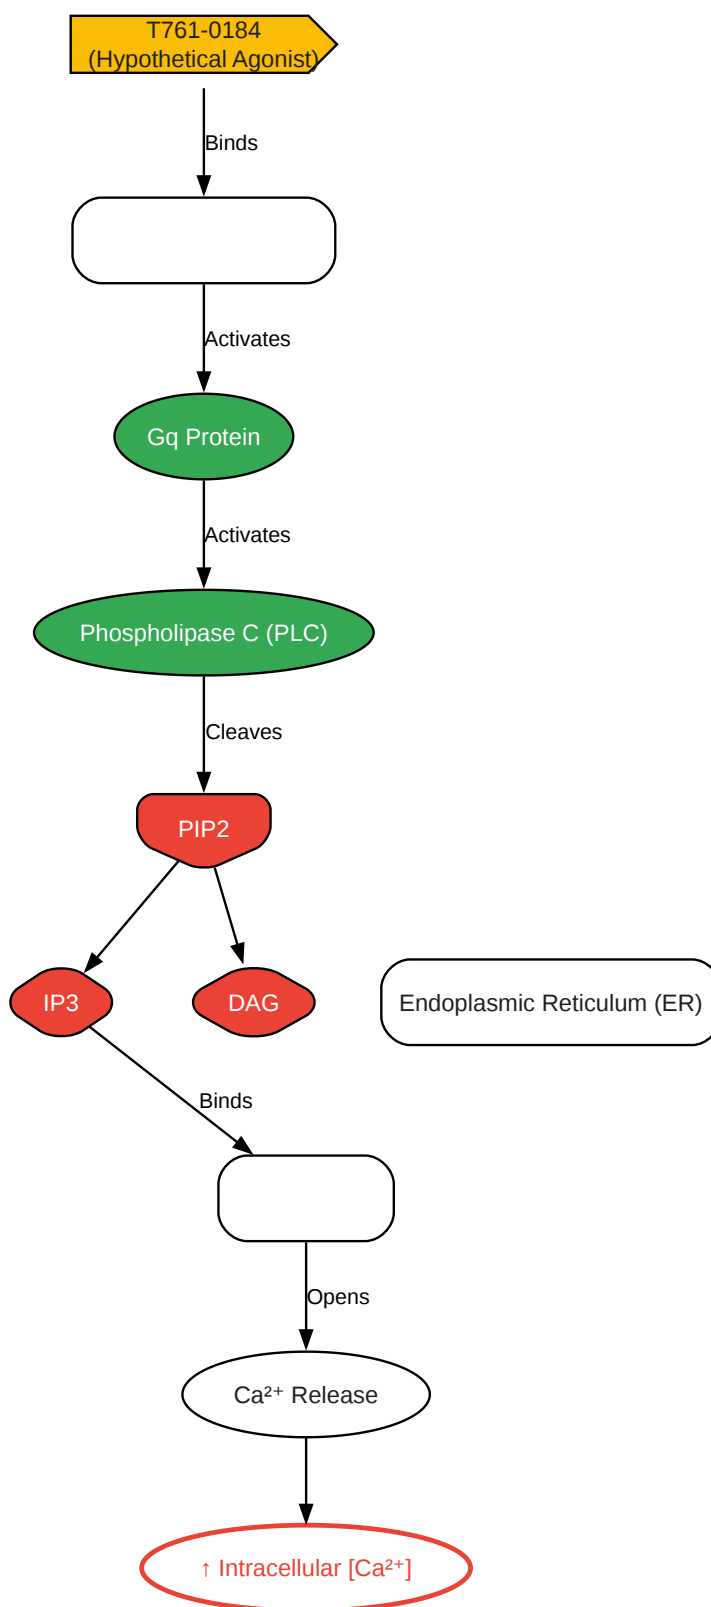 T761-0184
(Hypothetical Agonist)
Binds
Activates
Gq Protein
Activates
Phospholipase C (PLC)
Cleaves
PIP2
IP3
DAG
Endoplasmic Reticulum (ER)
Binds
Opens
Ca²⁺ Release
↑ Intracellular [Ca²⁺]